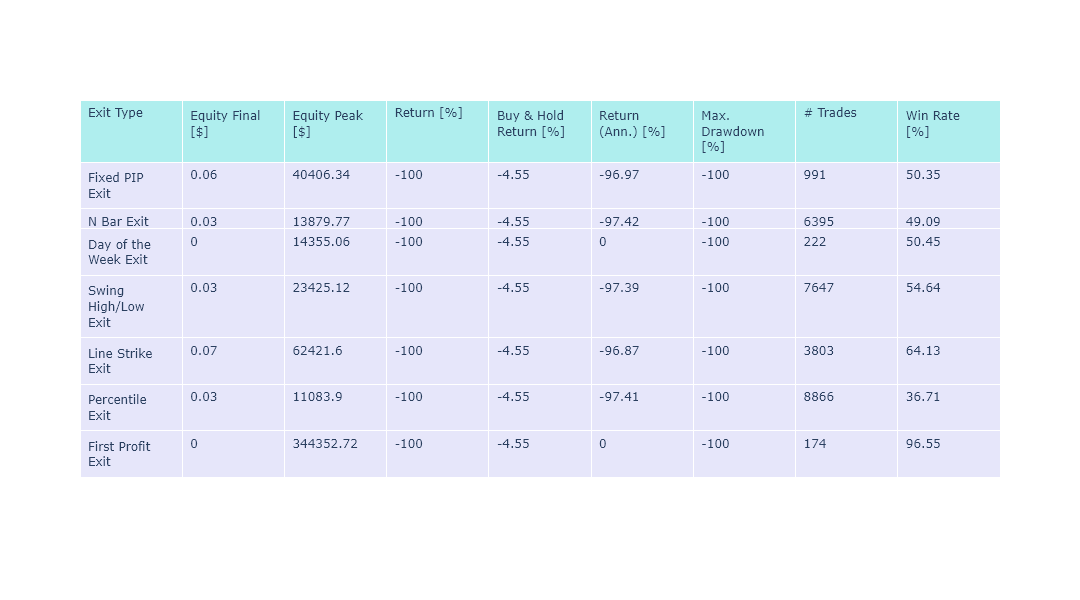 Exit Type Equity Final [$] Equity Peak [$] Return [%] Buy & Hold Return [%] Return (Ann.) [%] Max. Drawdown [%] # Trades Win Rate [%]
Fixed PIP Exit 0.06 40406.34 -100 -4.55 -96.97 -100 991 50.35
N Bar Exit 0.03 13879.77 -100 -4.55 -97.42 -100 6395 49.09
Day of the Week Exit 0 14355.06 -100 -4.55 0 -100 222 50.45
Swing High/Low Exit 0.03 23425.12 -100 -4.55 -97.39 -100 7647 54.64
Line Strike Exit 0.07 62421.6 -100 -4.55 -96.87 -100 3803 64.13
Percentile Exit 0.03 11083.9 -100 -4.55 -97.41 -100 8866 36.71
First Profit Exit 0 344352.72 -100 -4.55 0 -100 174 96.55